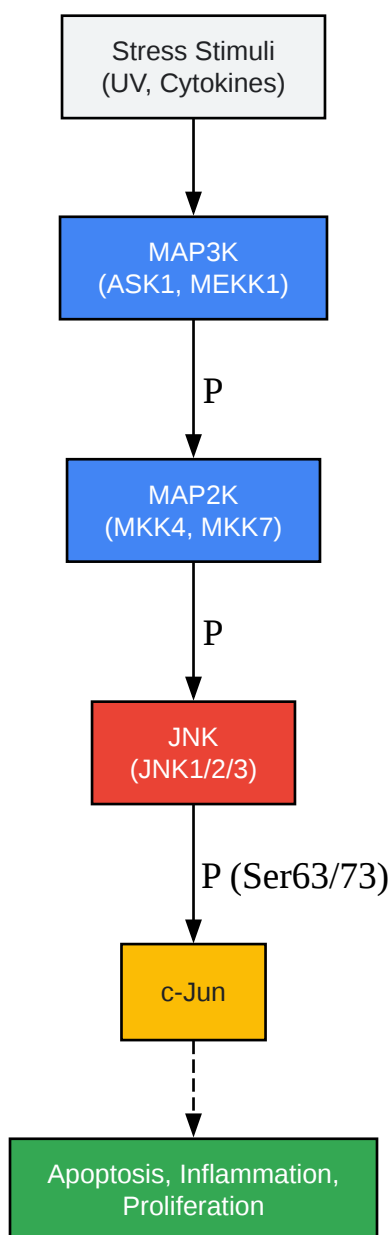 Stress Stimuli
(UV, Cytokines)
MAP3K
(ASK1, MEKK1)
P
MAP2K
(MKK4, MKK7)
P
JNK
(JNK1/2/3)
P (Ser63/73)
c-Jun
Apoptosis, Inflammation,
Proliferation